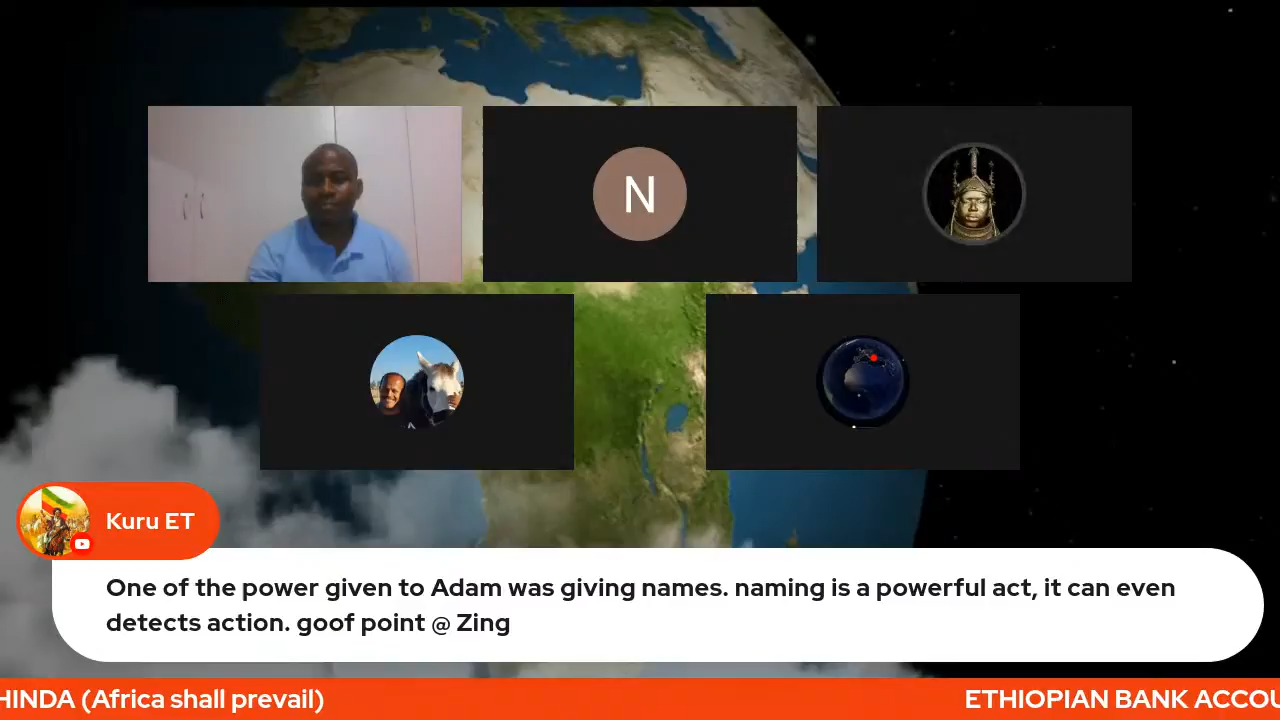 N
Kuru ET
One of the power given to Adam was giving names. naming is a powerful act, it can even
detects action. goof point @ Zing
HINDA (Africa shall prevail)
ETHIOPIAN BANK ACCOU